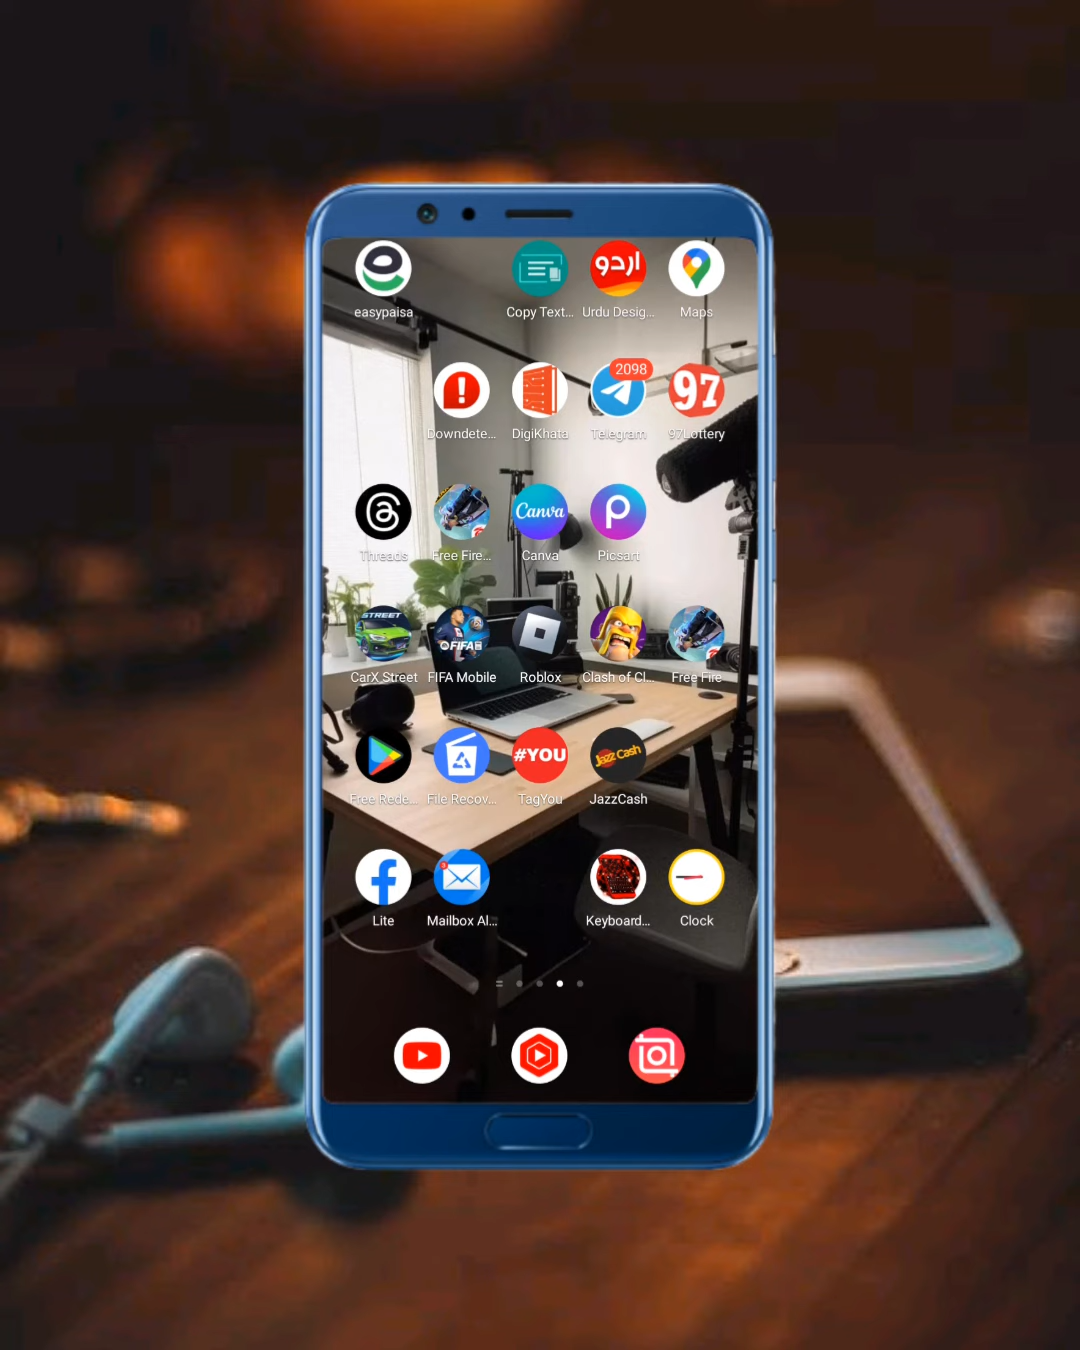 easypaisa
Copy Text...
اردو
Urdu Desig...
Maps
Downdete...
DigiKhata
2098
Telegram
97
97Lottery
Threads
Free Fire...
Canva
Canva
Picsart
STREET
CarX Street
FIFA
FIFA Mobile
Roblox
Clash of Cl...
Free Fire
Free Rede...
File Recov...
#YOU
TagYou
Jazz Cash
JazzCash
Lite
Mailbox Al...
Keyboard...
Clock